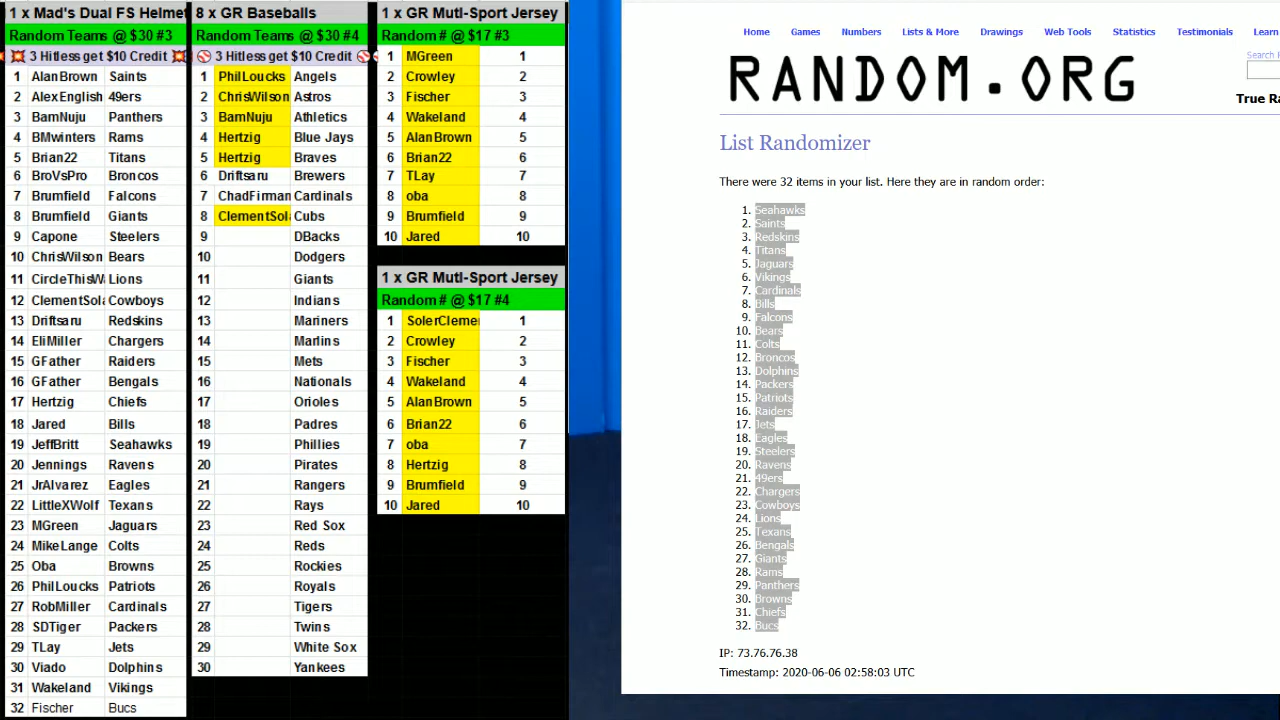 1 x Mad's Dual FS Helmet
Random Teams @ $30 #3
3 Hitless get $10 Credit
1 AlanBrown Saints
2 AlexEnglish 49ers
3 BamNuju Panthers
4 BMwinters Rams
5 Brian22 Titans
6 BroVsPro Broncos
7 Brumfield Falcons
8 Brumfield Giants
9 Capone Steelers
10 ChrisWilson Bears
11 CircleThisW Lions
12 ClementSola Cowboys
13 Driftsaru Redskins
14 EliMiller Chargers
15 GFather Raiders
16 GFather Bengals
17 Hertzig Chiefs
18 Jared Bills
19 JeffBritt Seahawks
20 Jennings Ravens
21 JrAlvarez Eagles
22 LittleXWolf Texans
23 MGreen Jaguars
24 MikeLange Colts
25 Oba Browns
26 PhilLoucks Patriots
27 RobMiller Cardinals
28 SDTiger Packers
29 TLay Jets
30 Viado Dolphins
31 Wakeland Vikings
32 Fischer Bucs
8 x GR Baseballs
Random Teams @ $30 #4
3 Hitless get $10 Credit
1 PhilLoucks Angels
2 ChrisWilson Astros
3 BamNuju Athletics
4 Hertzig Blue Jays
5 Hertzig Braves
6 Driftsaru Brewers
7 ChadFirman Cardinals
8 ClementSola Cubs
9 DBacks
10 Dodgers
11 Giants
12 Indians
13 Mariners
14 Marlins
15 Mets
16 Nationals
17 Orioles
18 Padres
19 Phillies
20 Pirates
21 Rangers
22 Rays
23 Red Sox
24 Reds
25 Rockies
26 Royals
27 Tigers
28 Twins
29 White Sox
30 Yankees
1 x GR Mutl-Sport Jersey
Random # @ $17 #3
1 MGreen 1
2 Crowley 2
3 Fischer 3
4 Wakeland 4
5 AlanBrown 5
6 Brian22 6
7 TLay 7
8 oba 8
9 Brumfield 9
10 Jared 10
1 x GR Mutl-Sport Jersey
Random # @ $17 #4
1 SolerCleme 1
2 Crowley 2
3 Fischer 3
4 Wakeland 4
5 AlanBrown 5
6 Brian22 6
7 oba 7
8 Hertzig 8
9 Brumfield 9
10 Jared 10
Home Games Numbers Lists & More Drawings Web Tools Statistics Testimonials Learn
Search
RANDOM.ORG
True Ra
List Randomizer
There were 32 items in your list. Here they are in random order:
1. Seahawks
2. Saints
3. Redskins
4. Titans
5. Jaguars
6. Vikings
7. Cardinals
8. Bills
9. Falcons
10. Bears
11. Colts
12. Broncos
13. Dolphins
14. Packers
15. Patriots
16. Raiders
17. Jets
18. Eagles
19. Steelers
20. Ravens
21. 49ers
22. Chargers
23. Cowboys
24. Lions
25. Texans
26. Bengals
27. Giants
28. Rams
29. Panthers
30. Browns
31. Chiefs
32. Bucs
IP: 73.76.76.38
Timestamp: 2020-06-06 02:58:03 UTC